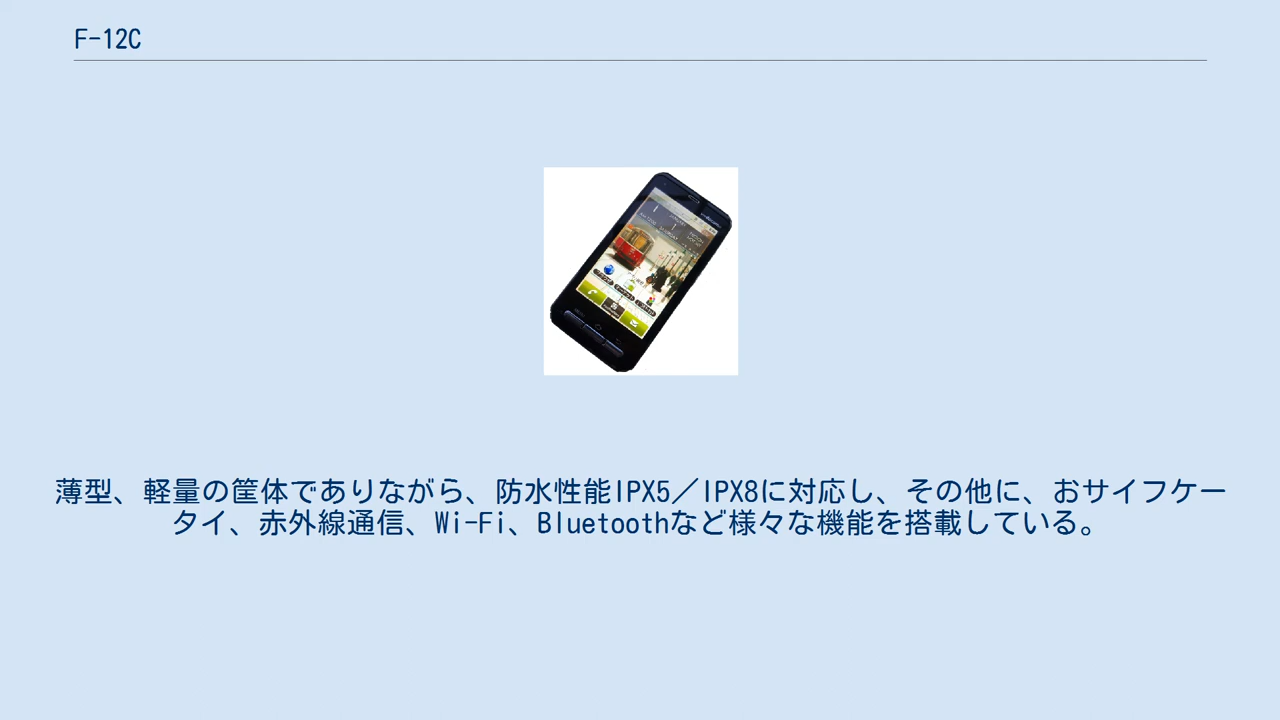 F-12C
薄型、軽量の筐体でありながら、防水性能IPX5／IPX8に対応し、その他に、おサイフケー
タイ、赤外線通信、Wi-Fi、Bluetoothなど様々な機能を搭載している。